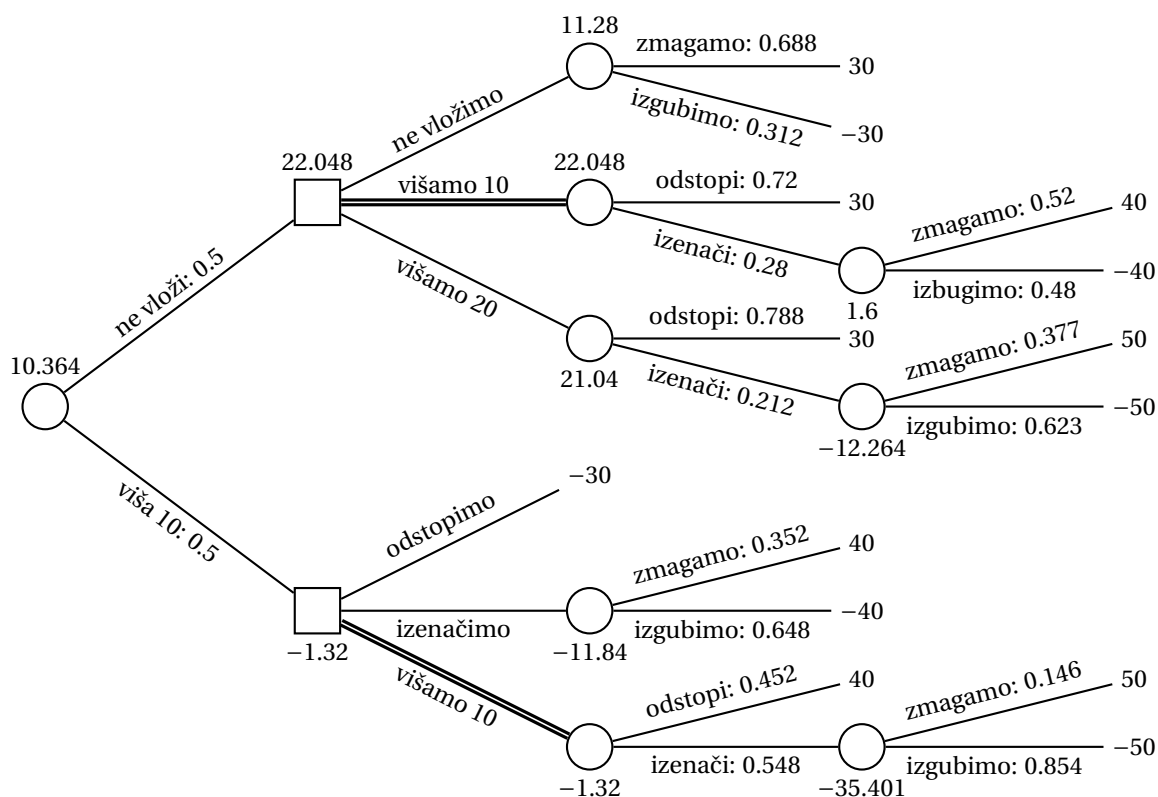 11.28
zmagamo: 0.688
30
izgubimo: 0.312
−30
ne vložimo
22.048
višamo 10
22.048
odstopi: 0.72
30
izenači: 0.28
zmagamo: 0.52
40
izbugimo: 0.48
−40
1.6
višamo 20
odstopi: 0.788
30
21.04
izenači: 0.212
zmagamo: 0.377
50
izgubimo: 0.623
−50
−12.264
ne vloži: 0.5
10.364
viša 10: 0.5
odstopimo
−30
−1.32
izenačimo
zmagamo: 0.352
40
izgubimo: 0.648
−40
−11.84
višamo 10
odstopi: 0.452
40
−1.32
izenači: 0.548
zmagamo: 0.146
50
izgubimo: 0.854
−50
−35.401